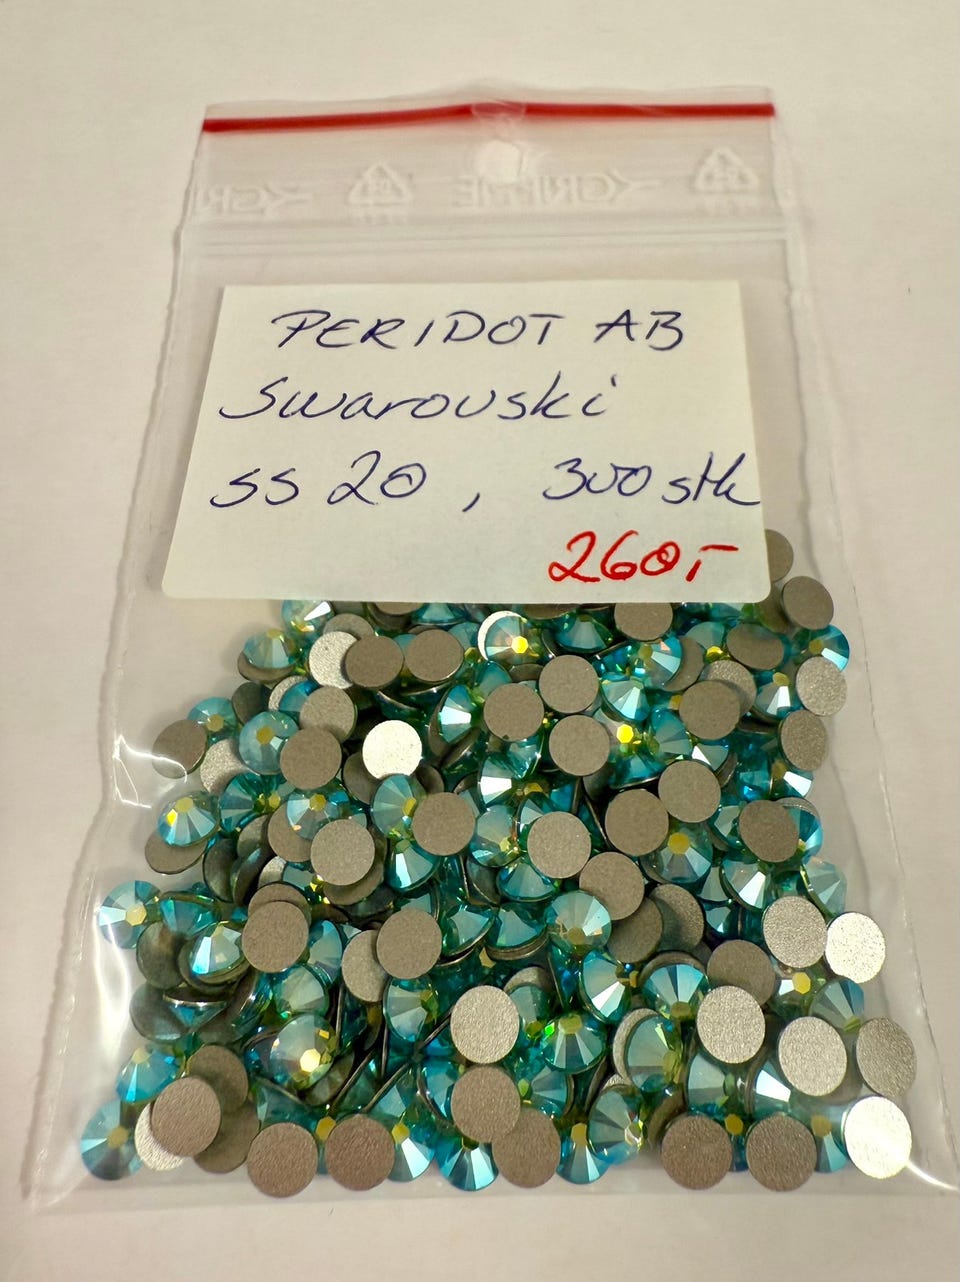 PERIDOT AB
Swarovski
ss 20, 300 stk
260,-